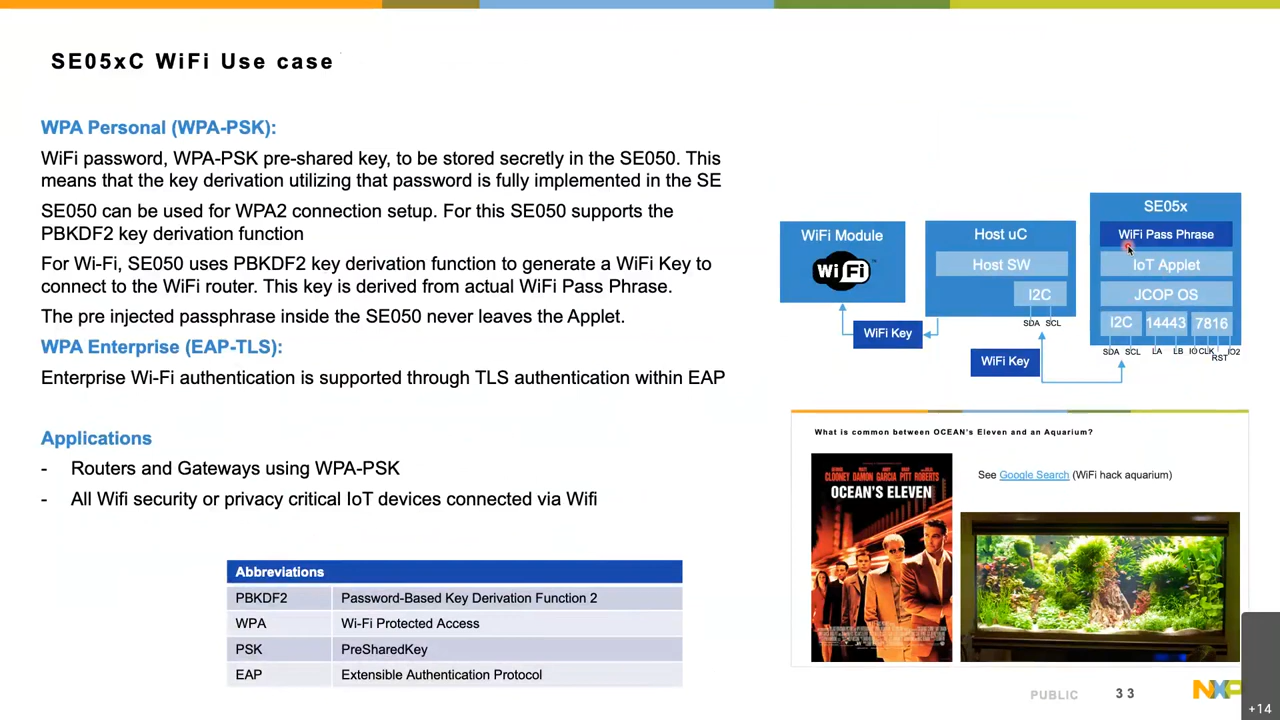 SE05xC WiFi Use case
WPA Personal (WPA-PSK):
WiFi password, WPA-PSK pre-shared key, to be stored secretly in the SE050. This
means that the key derivation utilizing that password is fully implemented in the SE
SE050 can be used for WPA2 connection setup. For this SE050 supports the
PBKDF2 key derivation function
For Wi-Fi, SE050 uses PBKDF2 key derivation function to generate a WiFi Key to
connect to the WiFi router. This key is derived from actual WiFi Pass Phrase.
The pre injected passphrase inside the SE050 never leaves the Applet.
WPA Enterprise (EAP-TLS):
Enterprise Wi-Fi authentication is supported through TLS authentication within EAP
Applications
- Routers and Gateways using WPA-PSK
- All Wifi security or privacy critical IoT devices connected via Wifi
Abbreviations
PBKDF2 Password-Based Key Derivation Function 2
WPA Wi-Fi Protected Access
PSK PreSharedKey
EAP Extensible Authentication Protocol
WiFi Module
Wi Fi
WiFi Key
Host uC
Host SW
I2C
SDA SCL
WiFi Key
SE05x
WiFi Pass Phrase
IoT Applet
JCOP OS
I2C 14443 7816
SDA SCL LA LB IO CLK RST IO2
What is common between OCEAN's Eleven and an Aquarium?
CLOONEY DAMON GARCIA PITT ROBERTS
OCEAN'S ELEVEN
See Google Search (WiFi hack aquarium)
PUBLIC 33
NXP
+14